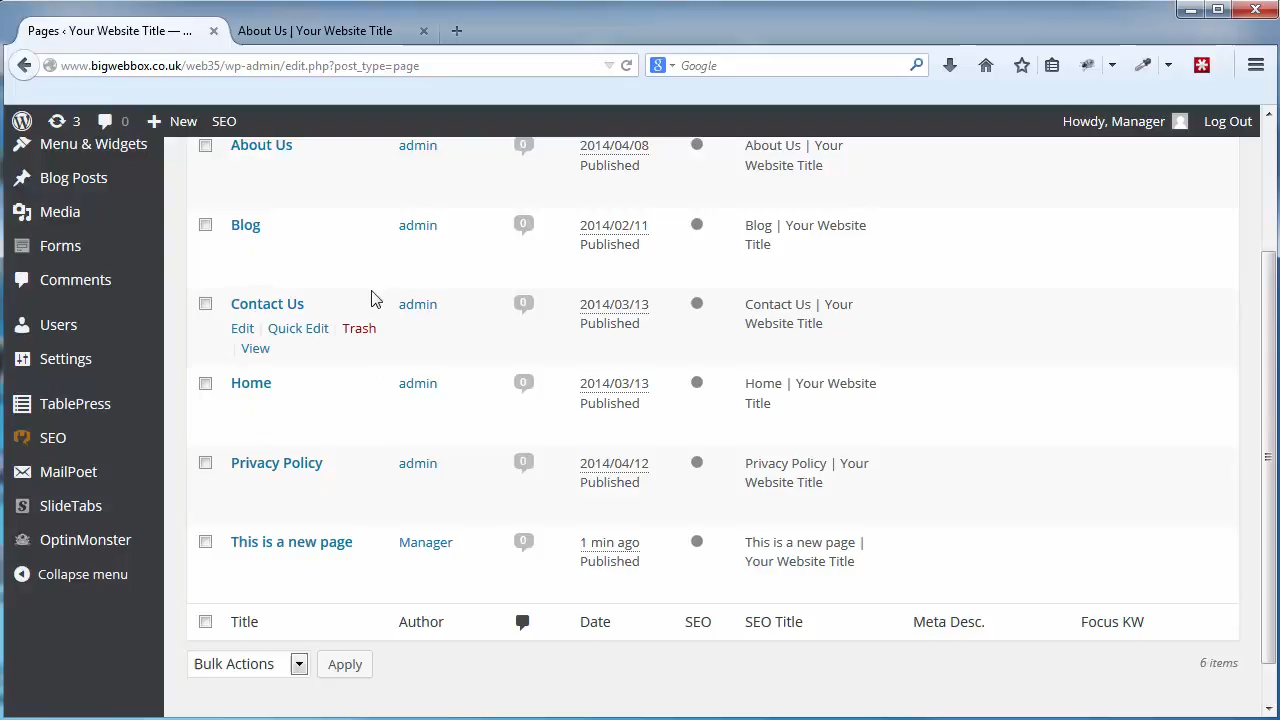 Pages ‹ Your Website Title — ...
About Us | Your Website Title
www.bigwebbox.co.uk/web35/wp-admin/edit.php?post_type=page
Google
3
0
New
SEO
Howdy, Manager
Log Out
Menu & Widgets
Blog Posts
Media
Forms
Comments
Users
Settings
TablePress
SEO
MailPoet
SlideTabs
OptinMonster
Collapse menu
About Us admin 0 2014/04/08 About Us | Your
Published Website Title
Blog admin 0 2014/02/11 Blog | Your Website
Published Title
Contact Us admin 0 2014/03/13 Contact Us | Your
Edit | Quick Edit | Trash Published Website Title
| View
Home admin 0 2014/03/13 Home | Your Website
Published Title
Privacy Policy admin 0 2014/04/12 Privacy Policy | Your
Published Website Title
This is a new page Manager 0 1 min ago This is a new page |
Published Your Website Title
Title Author Date SEO SEO Title Meta Desc. Focus KW
Bulk Actions Apply 6 items